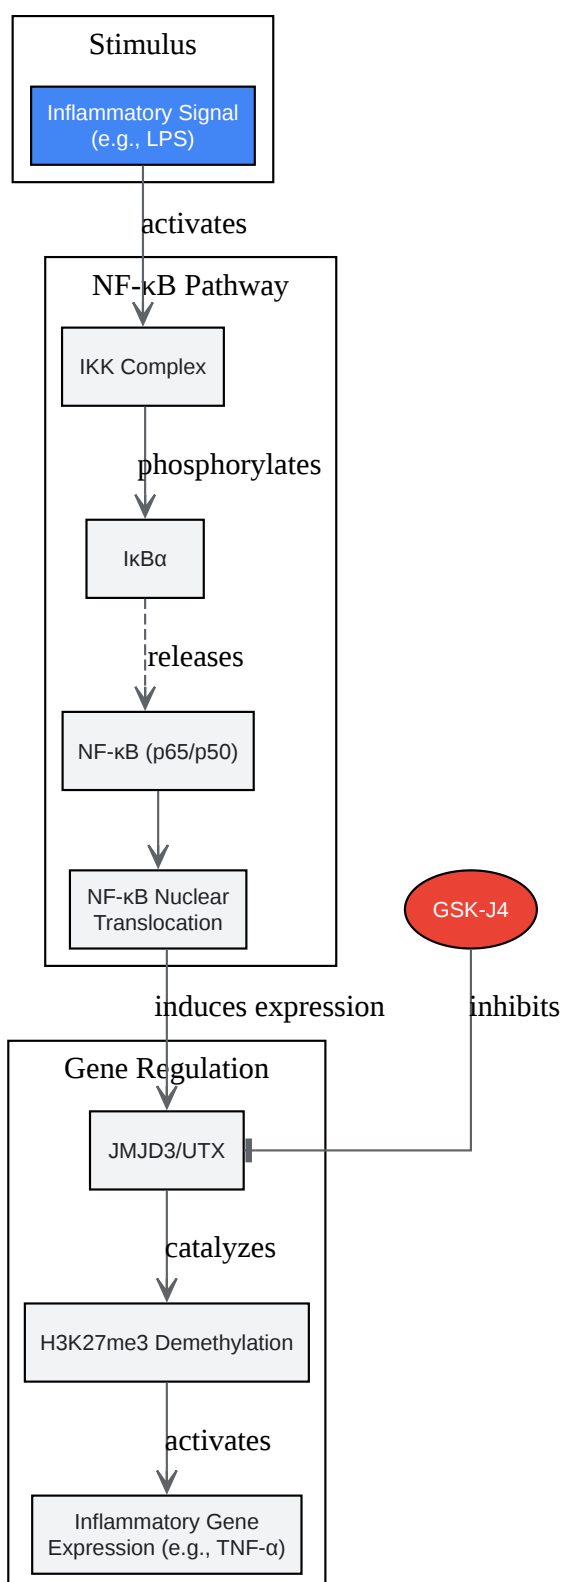 Stimulus
Inflammatory Signal
(e.g., LPS)
activates
NF-κB Pathway
IKK Complex
phosphorylates
IκBα
releases
NF-κB (p65/p50)
NF-κB Nuclear
Translocation
GSK-J4
induces expression
inhibits
Gene Regulation
JMJD3/UTX
catalyzes
H3K27me3 Demethylation
activates
Inflammatory Gene
Expression (e.g., TNF-α)